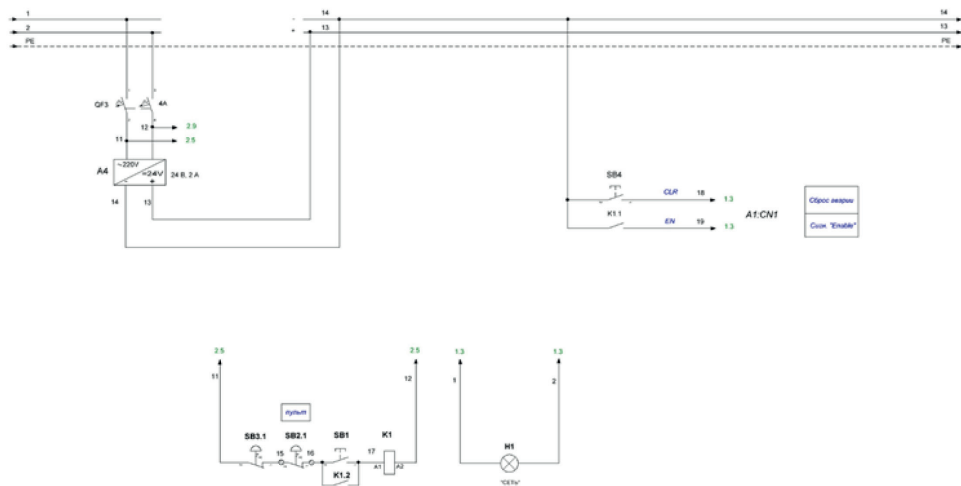 1 - 14 14
2 + 13 13
PE PE
QF3 4A
12 2.9
11 2.5
A4 ~220V =24V 24 В, 2 А
- +
14 13
SB4
CLR 18 1.3
K1.1
EN 19 1.3
A1:CN1
Сброс аварии
Сигн. "Enable"
2.5 2.5 1.3 1.3
11 12 1 2
пульт
SB3.1 SB2.1 SB1 K1
15 16 17
A1 A2
K1.2
H1
"СЕТЬ"